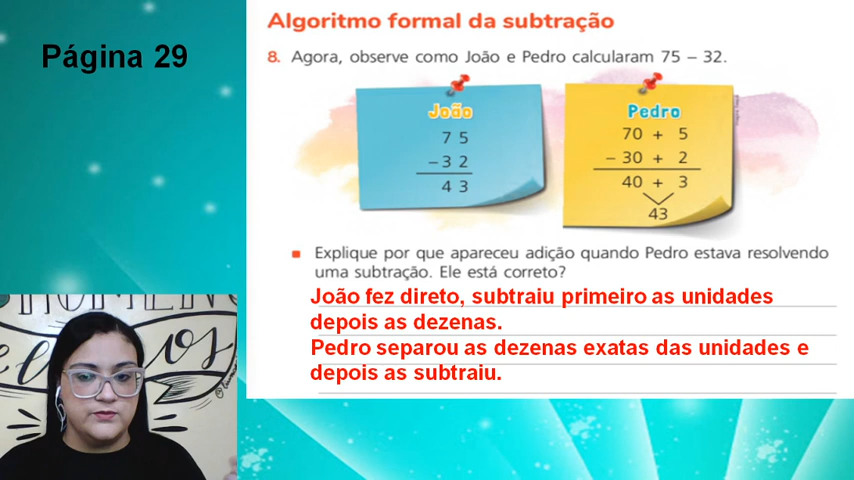 Página 29
Algoritmo formal da subtração
8. Agora, observe como João e Pedro calcularam 75 – 32.
João
7 5
– 3 2
4 3
Pedro
70 + 5
– 30 + 2
40 + 3
43
Explique por que apareceu adição quando Pedro estava resolvendo
uma subtração. Ele está correto?
João fez direto, subtraiu primeiro as unidades
depois as dezenas.
Pedro separou as dezenas exatas das unidades e
depois as subtraiu.